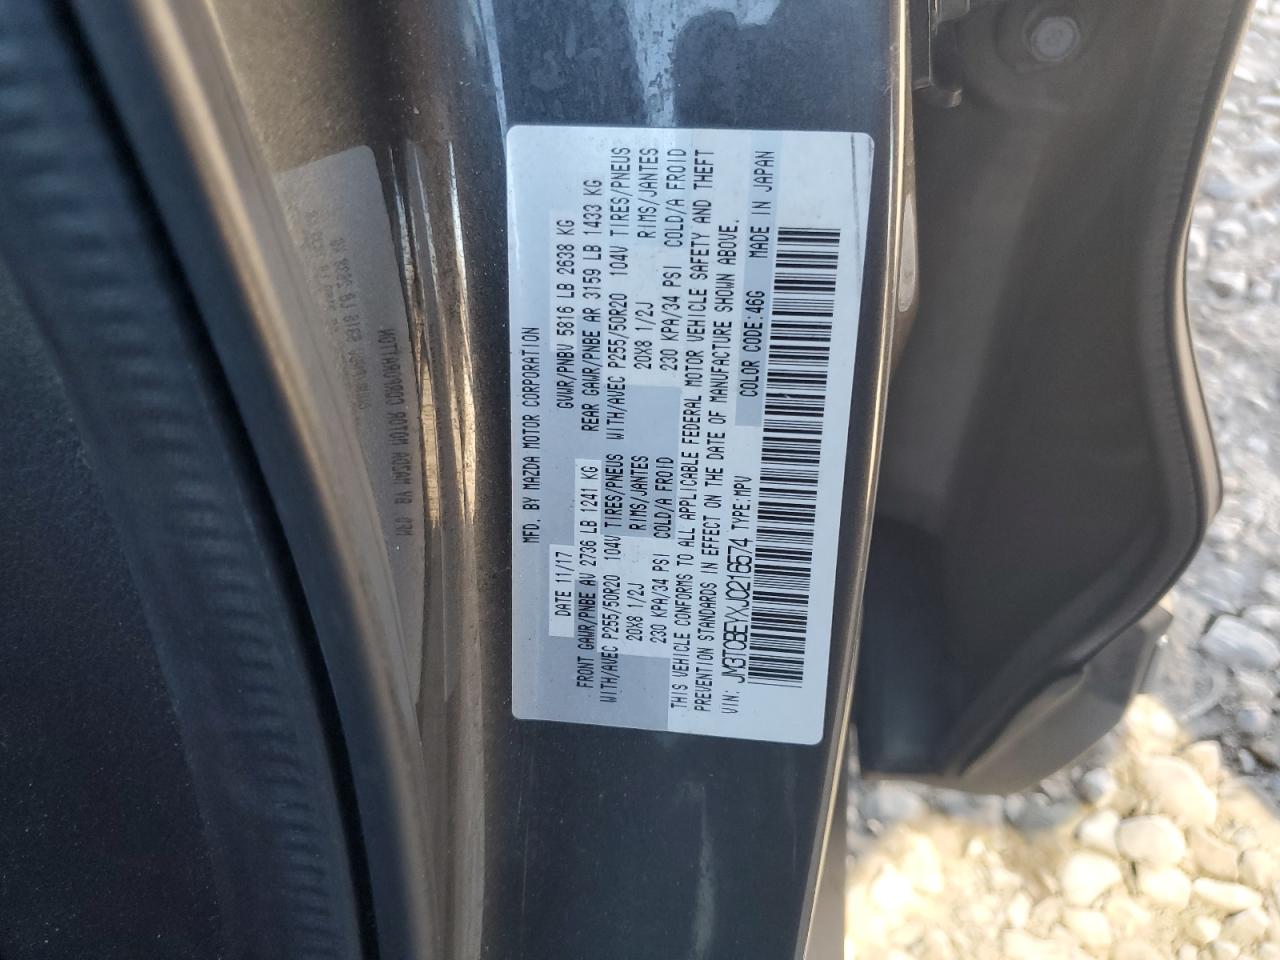 MFD. BY MAZDA MOTOR CORPORATION
DATE 11/17 GVWR/PNBV 5816 LB 2638 KG
FRONT GAWR/PNBE AV 2736 LB 1241 KG REAR GAWR/PNBE AR 3159 LB 1433 KG
WITH/AVEC P255/50R20 104V TIRES/PNEUS WITH/AVEC P255/50R20 104V TIRES/PNEUS
20X8 1/2J RIMS/JANTES 20X8 1/2J RIMS/JANTES
230 KPA/34 PSI COLD/A FROID 230 KPA/34 PSI COLD/A FROID
THIS VEHICLE CONFORMS TO ALL APPLICABLE FEDERAL MOTOR VEHICLE SAFETY AND THEFT
PREVENTION STANDARDS IN EFFECT ON THE DATE OF MANUFACTURE SHOWN ABOVE.
VIN: JM3TCBEYXJ0216574 TYPE:MPV COLOR CODE:46G MADE IN JAPAN